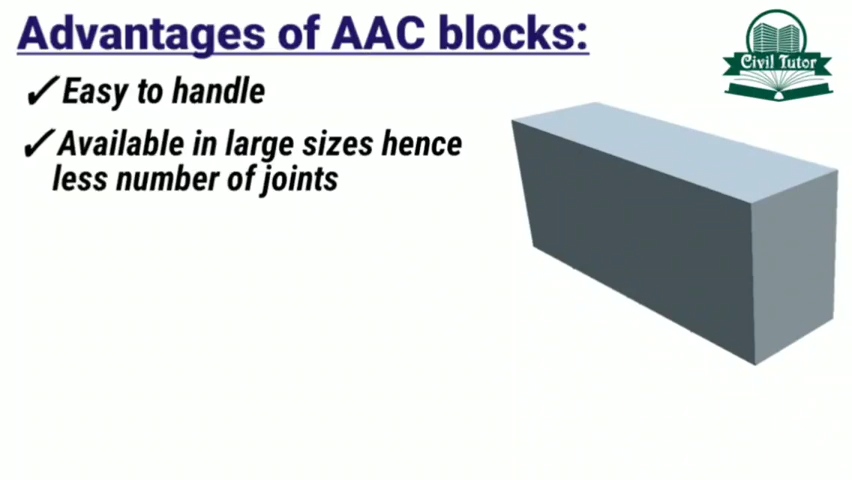 Advantages of AAC blocks:
Civil Tutor
✓ Easy to handle
✓ Available in large sizes hence
less number of joints